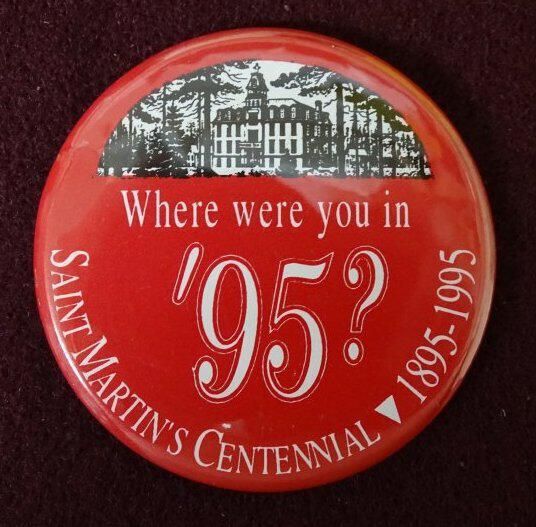 Where were you in
'95?
SAINT MARTIN'S CENTENNIAL ▼ 1895-1995